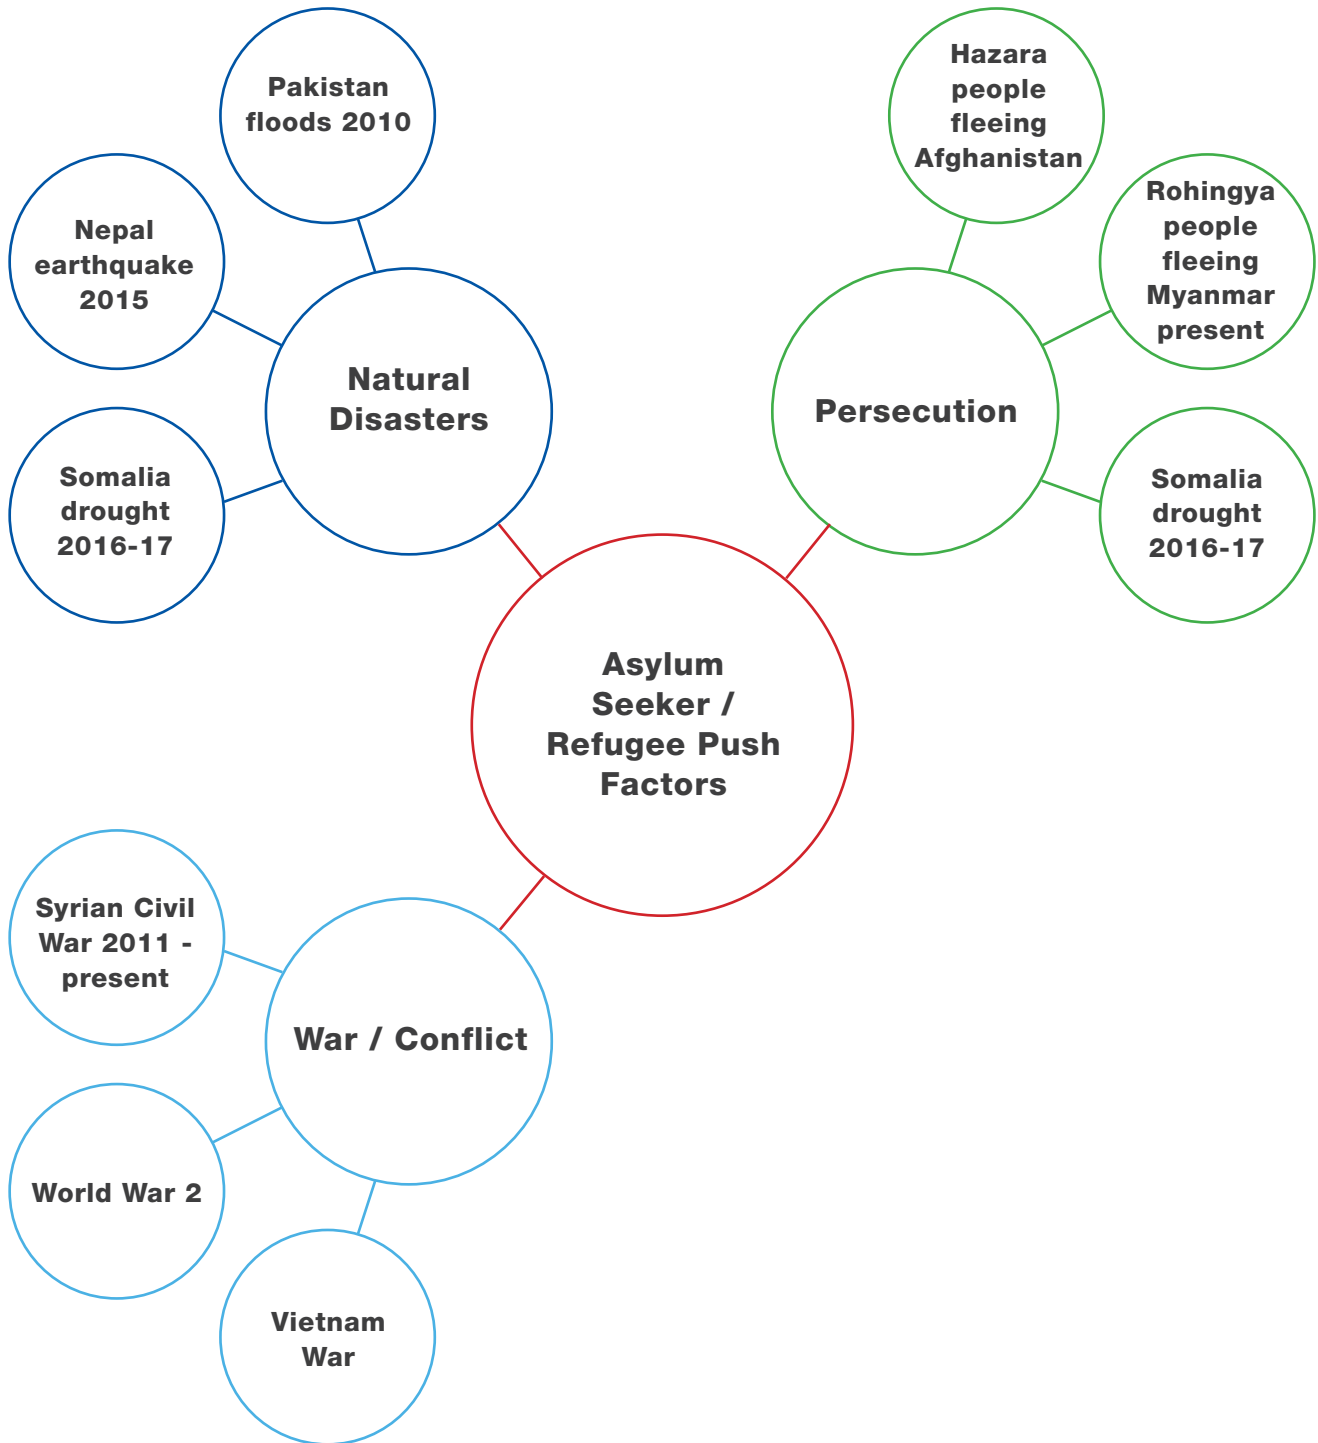 Pakistan
floods 2010
Hazara
people
fleeing
Afghanistan
Nepal
earthquake
2015
Rohingya
people
fleeing
Myanmar
present
Natural
Disasters
Persecution
Somalia
drought
2016-17
Somalia
drought
2016-17
Asylum
Seeker /
Refugee Push
Factors
Syrian Civil
War 2011 -
present
War / Conflict
World War 2
Vietnam
War